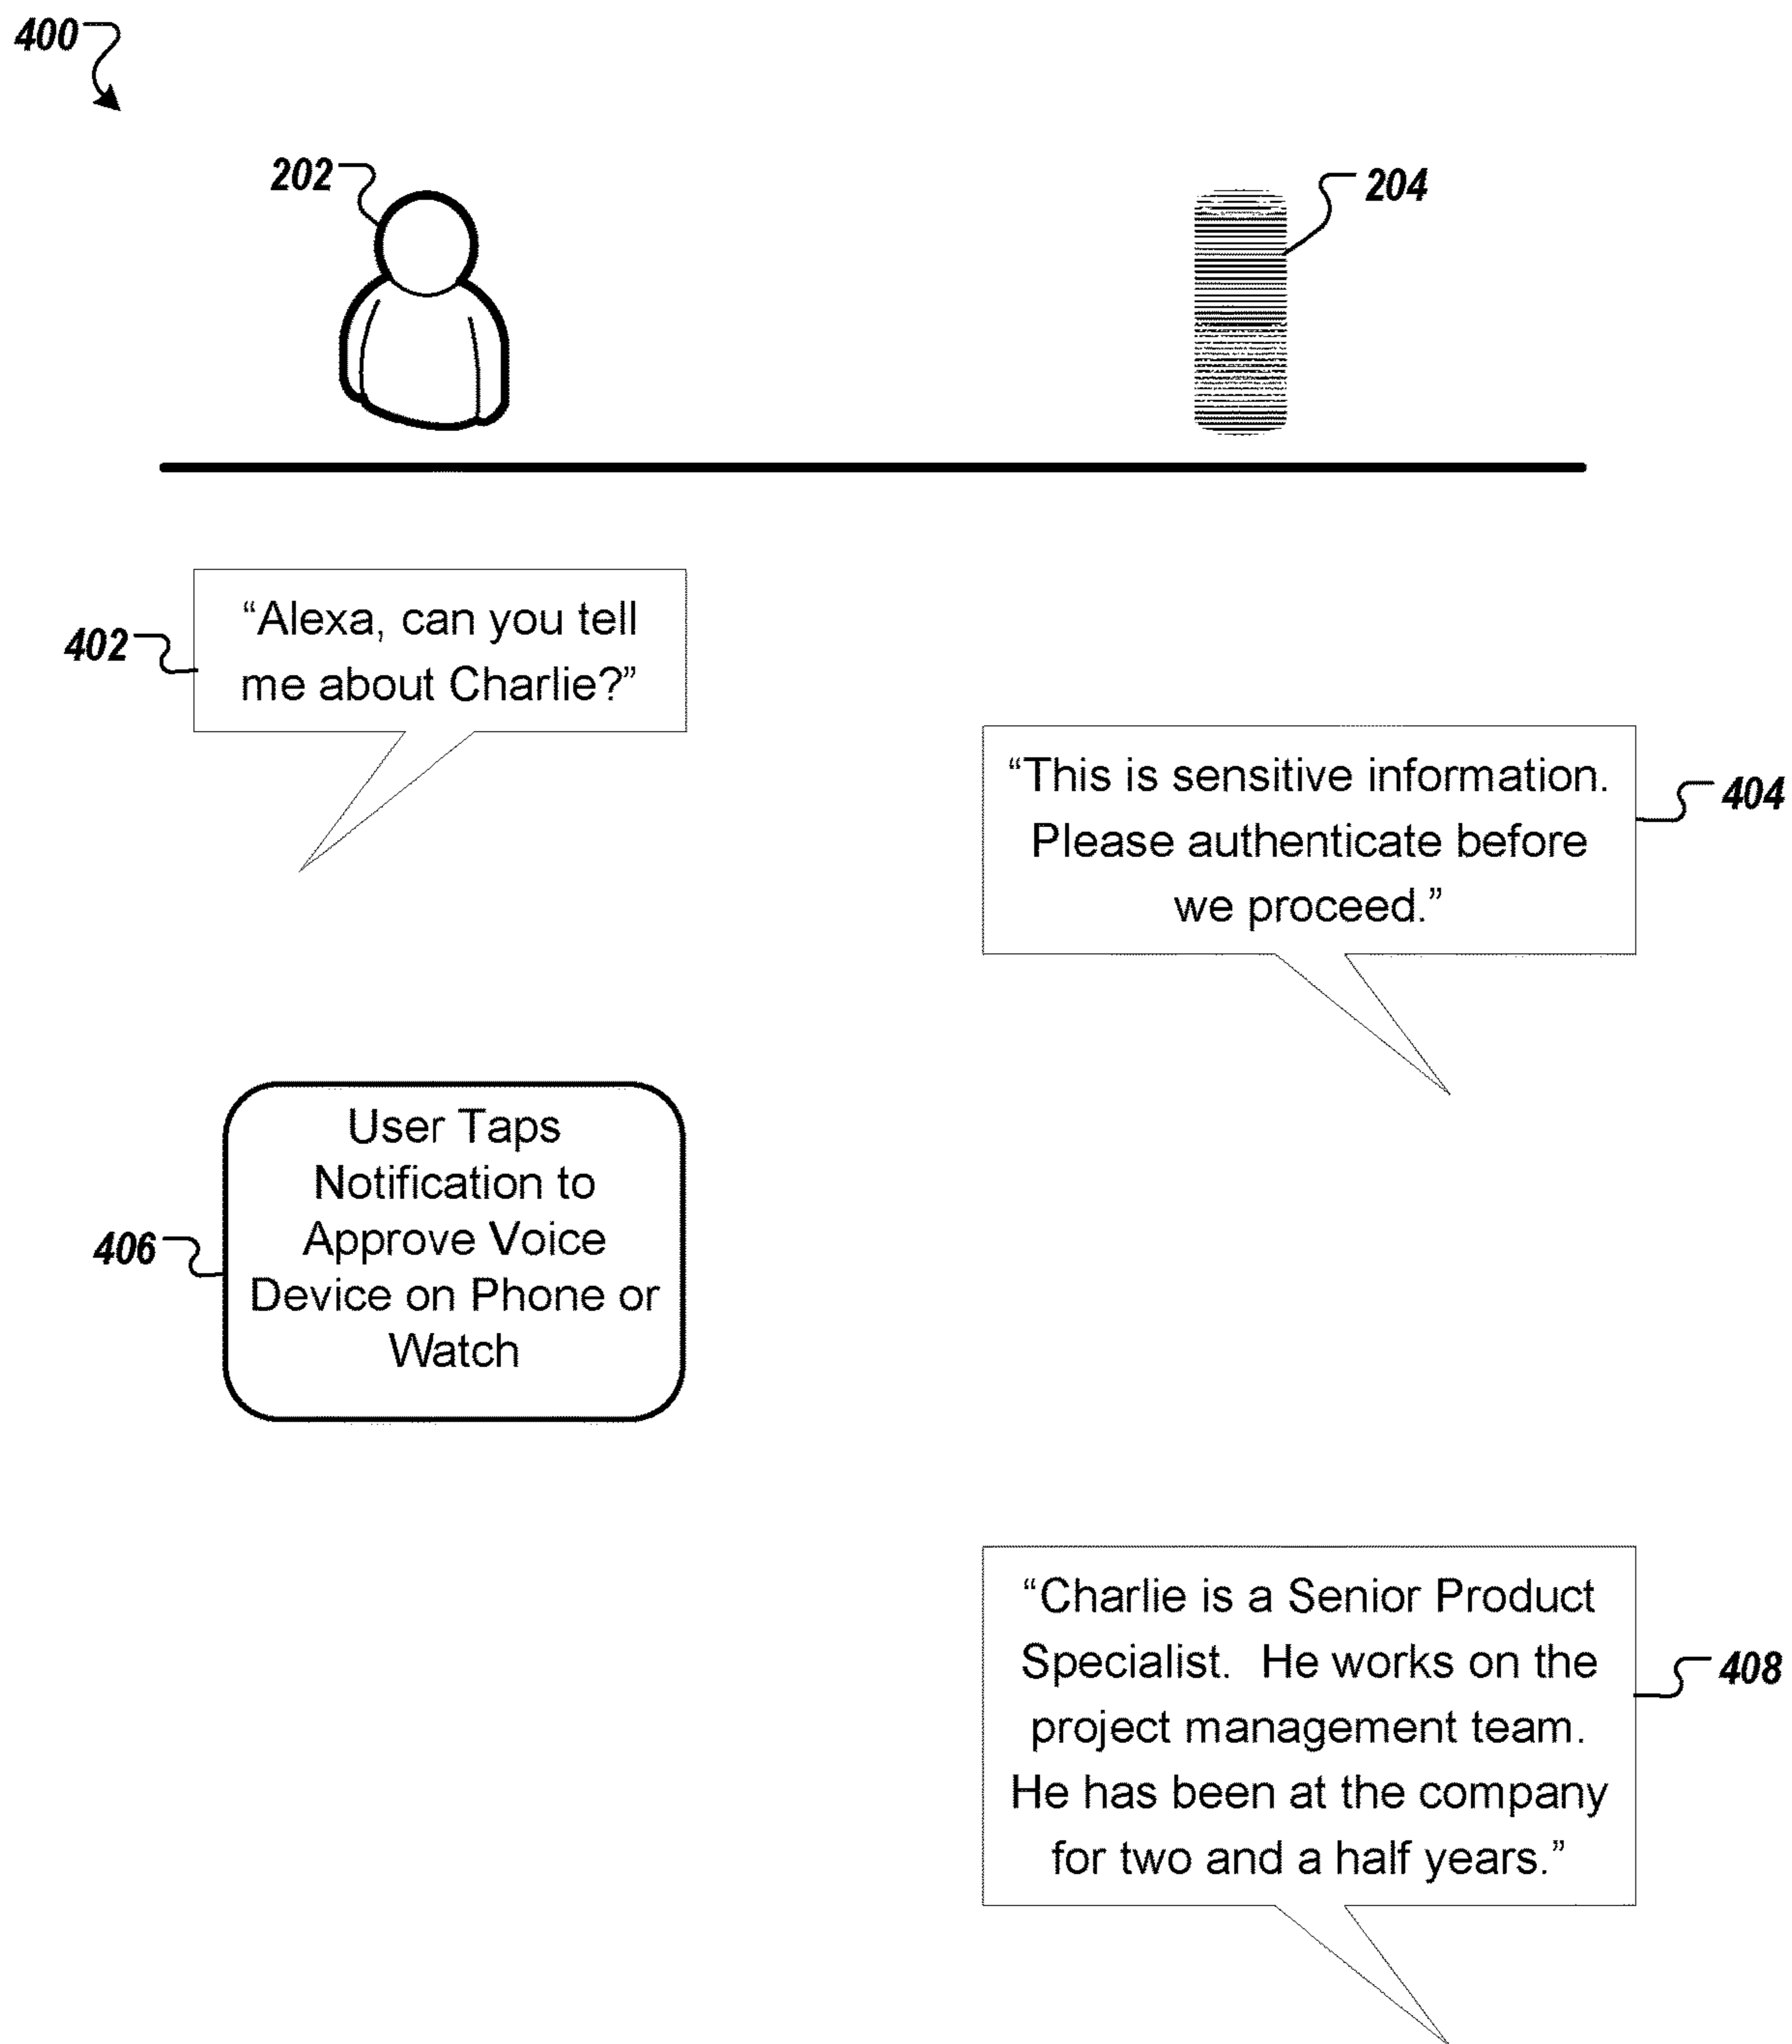 400
202
204
402
“Alexa, can you tell
me about Charlie?”
“This is sensitive information.
Please authenticate before
we proceed.”
404
406
User Taps
Notification to
Approve Voice
Device on Phone or
Watch
“Charlie is a Senior Product
Specialist.  He works on the
project management team.
He has been at the company
for two and a half years.”
408